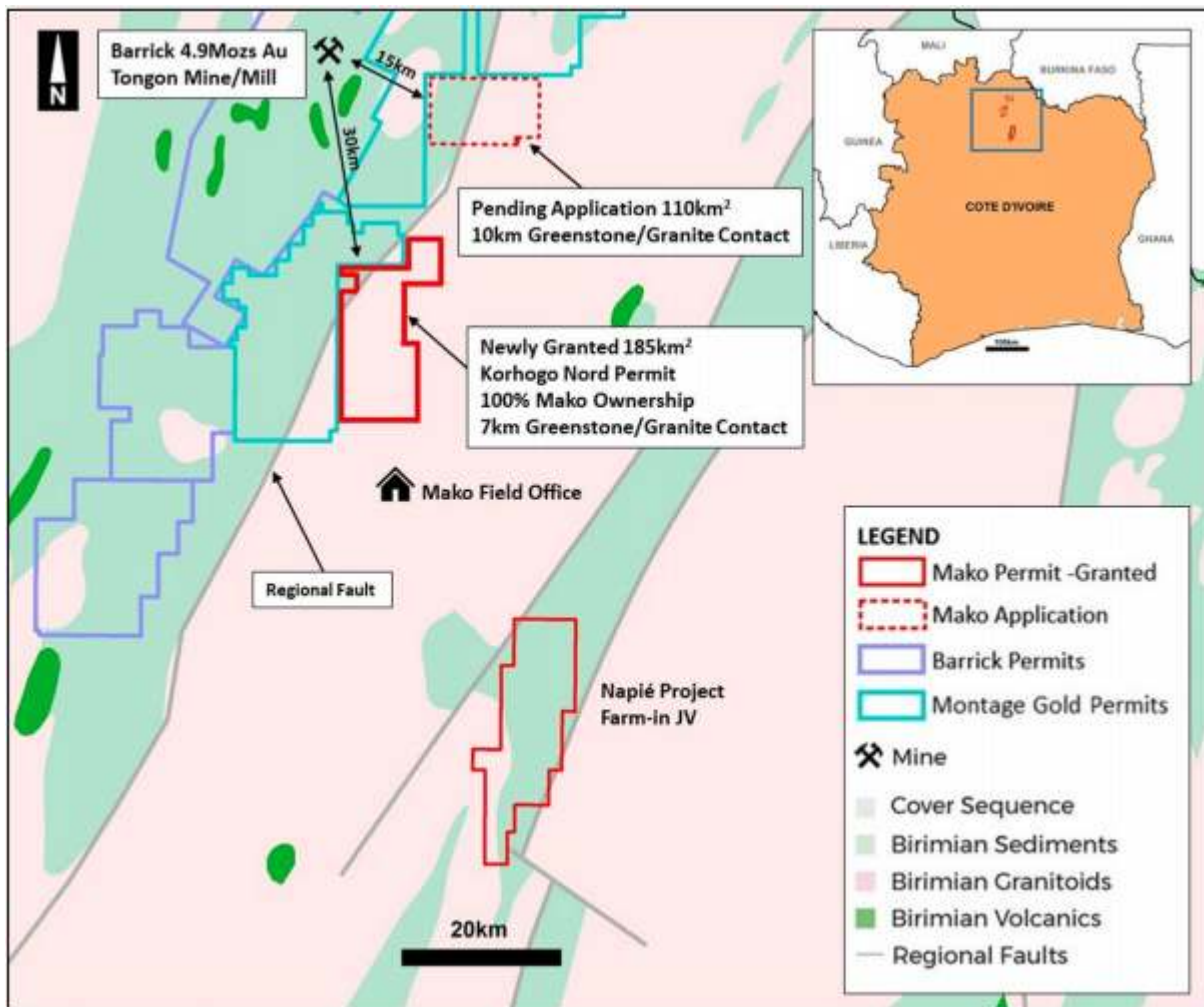 N
Barrick 4.9Mozs Au
Tongon Mine/Mill
15km
30km
Pending Application 110km²
10km Greenstone/Granite Contact
Newly Granted 185km²
Korhogo Nord Permit
100% Mako Ownership
7km Greenstone/Granite Contact
Mako Field Office
Regional Fault
Napié Project
Farm-in JV
20km
MALI
BURKINA FASO
GUINEA
COTE D'IVOIRE
LIBERIA
GHANA
100km
LEGEND
Mako Permit -Granted
Mako Application
Barrick Permits
Montage Gold Permits
Mine
Cover Sequence
Birimian Sediments
Birimian Granitoids
Birimian Volcanics
Regional Faults